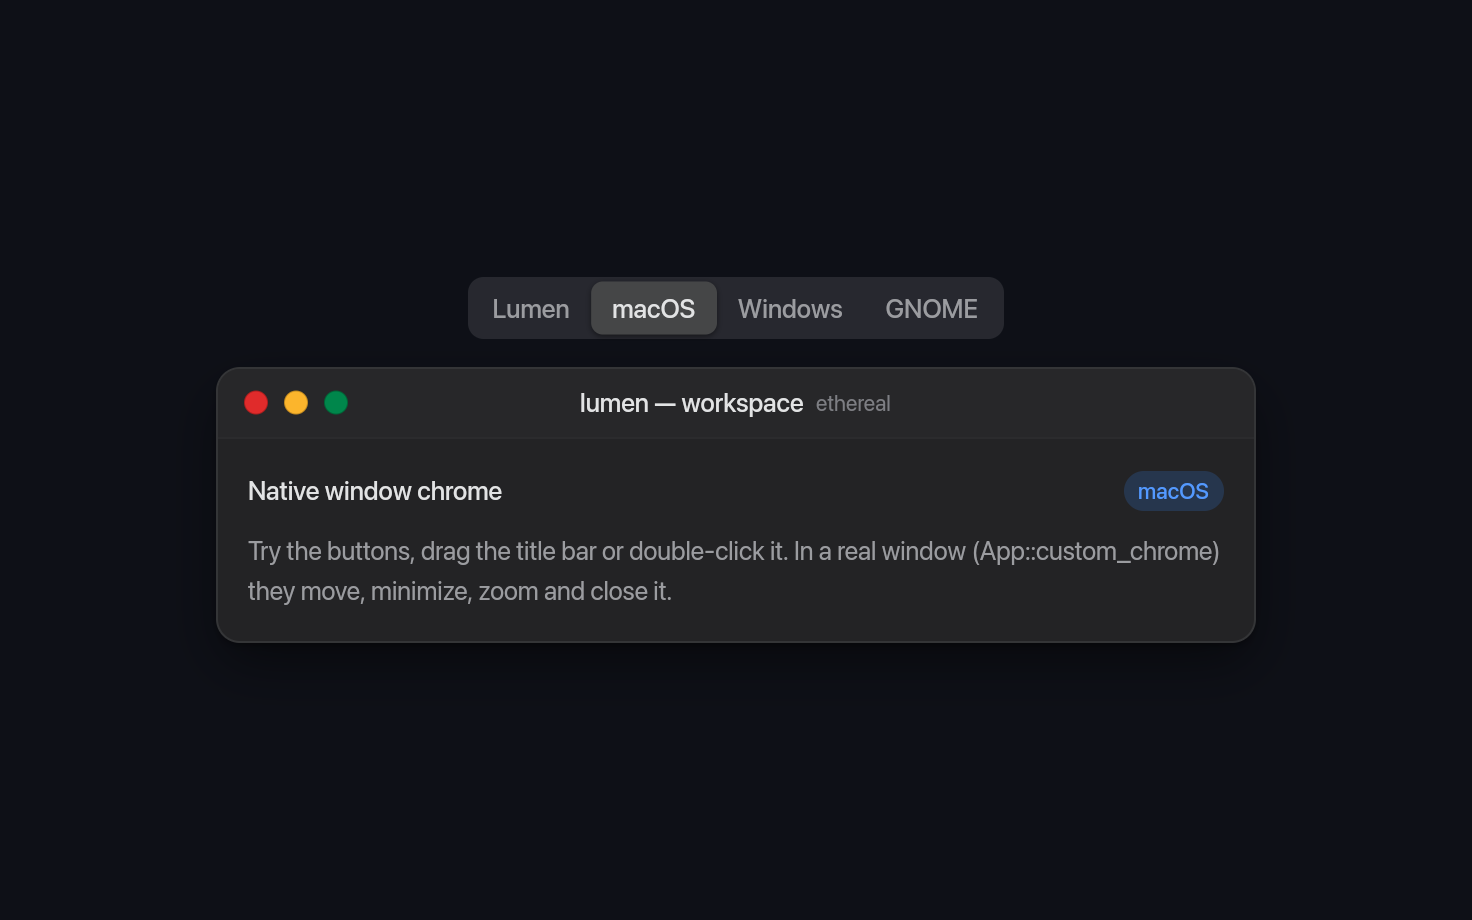 Lumen macOS Windows GNOME
lumen — workspace ethereal
Native window chrome macOS
Try the buttons, drag the title bar or double-click it. In a real window (App::custom_chrome)
they move, minimize, zoom and close it.